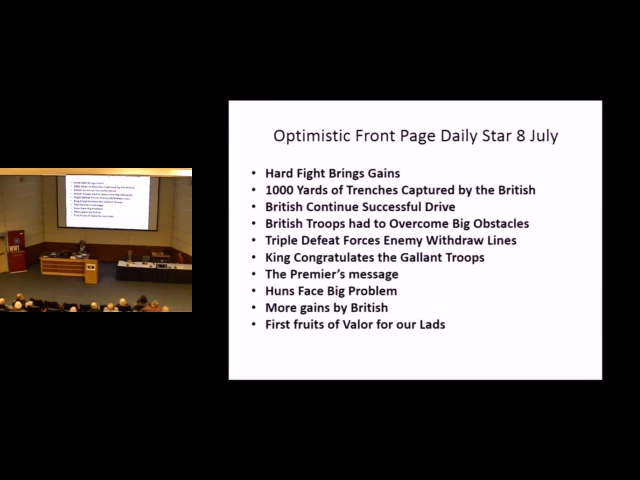 Optimistic Front Page Daily Star 8 July
• Hard Fight Brings Gains
• 1000 Yards of Trenches Captured by the British
• British Continue Successful Drive
• British Troops had to Overcome Big Obstacles
• Triple Defeat Forces Enemy Withdraw Lines
• King Congratulates the Gallant Troops
• The Premier's message
• Huns Face Big Problem
• More gains by British
• First fruits of Valor for our Lads